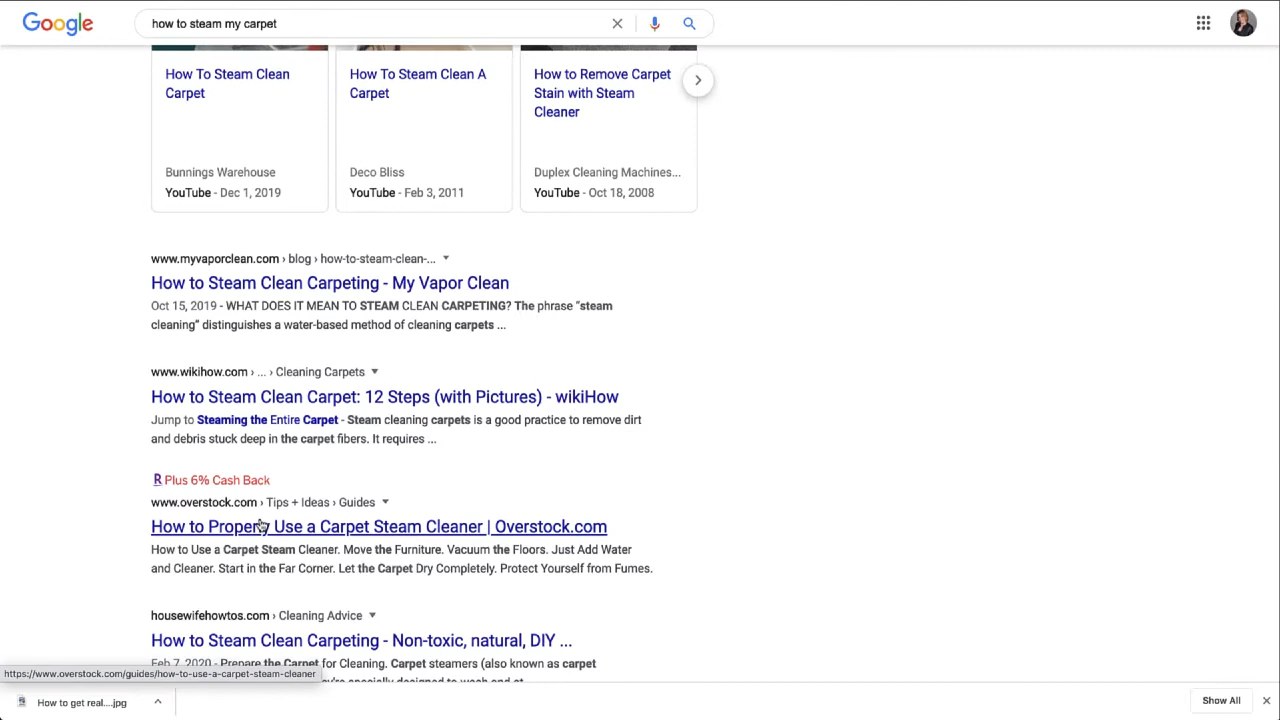 Google
how to steam my carpet
How To Steam Clean
Carpet
Bunnings Warehouse
YouTube - Dec 1, 2019
How To Steam Clean A
Carpet
Deco Bliss
YouTube - Feb 3, 2011
How to Remove Carpet
Stain with Steam
Cleaner
Duplex Cleaning Machines...
YouTube - Oct 18, 2008
www.myvaporclean.com › blog › how-to-steam-clean-...
How to Steam Clean Carpeting - My Vapor Clean
Oct 15, 2019 - WHAT DOES IT MEAN TO STEAM CLEAN CARPETING? The phrase “steam
cleaning” distinguishes a water-based method of cleaning carpets ...
www.wikihow.com › ... › Cleaning Carpets
How to Steam Clean Carpet: 12 Steps (with Pictures) - wikiHow
Jump to Steaming the Entire Carpet - Steam cleaning carpets is a good practice to remove dirt
and debris stuck deep in the carpet fibers. It requires ...
R Plus 6% Cash Back
www.overstock.com › Tips + Ideas › Guides
How to Properly Use a Carpet Steam Cleaner | Overstock.com
How to Use a Carpet Steam Cleaner. Move the Furniture. Vacuum the Floors. Just Add Water
and Cleaner. Start in the Far Corner. Let the Carpet Dry Completely. Protect Yourself from Fumes.
housewifehowtos.com › Cleaning Advice
How to Steam Clean Carpeting - Non-toxic, natural, DIY ...
Feb 7, 2020 - Prepare the Carpet for Cleaning. Carpet steamers (also known as carpet
https://www.overstock.com/guides/how-to-use-a-carpet-steam-cleaner
How to get real....jpg
Show All